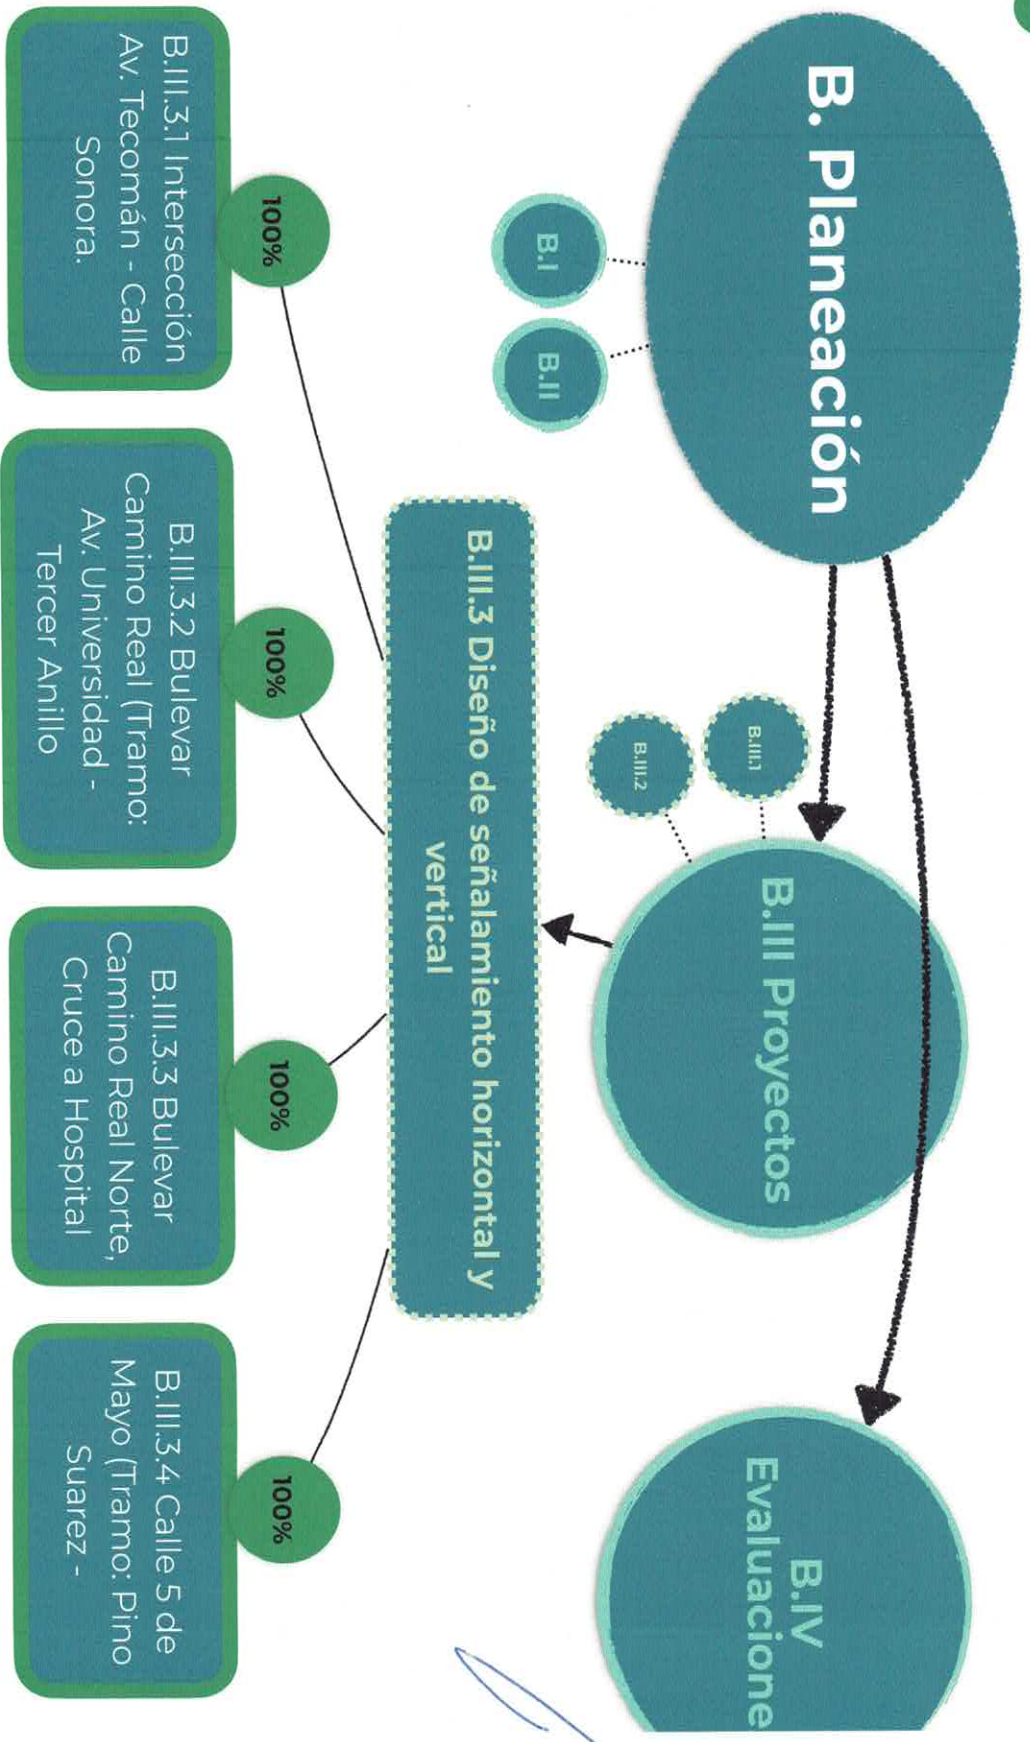 B. Planeación
B.I
B.II
B.III.1
B.III.2
B.III Proyectos
B.IV
Evaluacione
B.III.3 Diseño de señalamiento horizontal y
vertical
100%
100%
100%
100%
B.III.3.1 Intersección
Av. Tecomán - Calle
Sonora.
B.III.3.2 Bulevar
Camino Real (Tramo:
Av. Universidad -
Tercer Anillo
B.III.3.3 Bulevar
Camino Real Norte,
Cruce a Hospital
B.III.3.4 Calle 5 de
Mayo (Tramo: Pino
Suarez -